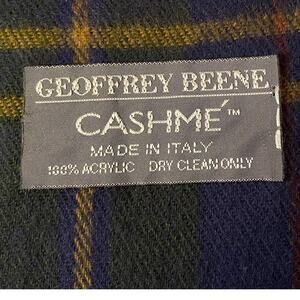 GEOFFREY BEENE
CASHMÉ™
MADE IN ITALY
100% ACRYLIC DRY CLEAN ONLY